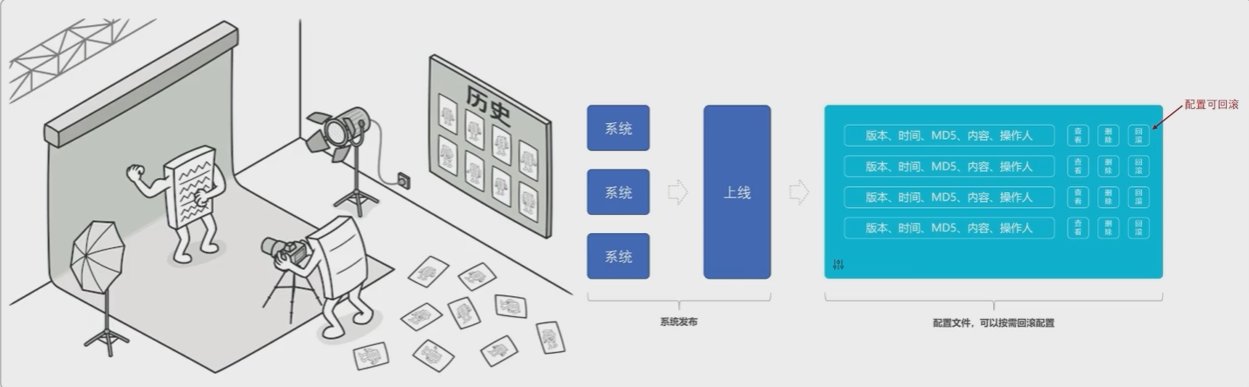 历史
系统
系统
系统
上线
版本、时间、MD5、内容、操作人 查看 删除 回滚
版本、时间、MD5、内容、操作人 查看 删除 回滚
版本、时间、MD5、内容、操作人 查看 删除 回滚
版本、时间、MD5、内容、操作人 查看 删除 回滚
配置可回滚
系统发布
配置文件，可以按需回滚配置